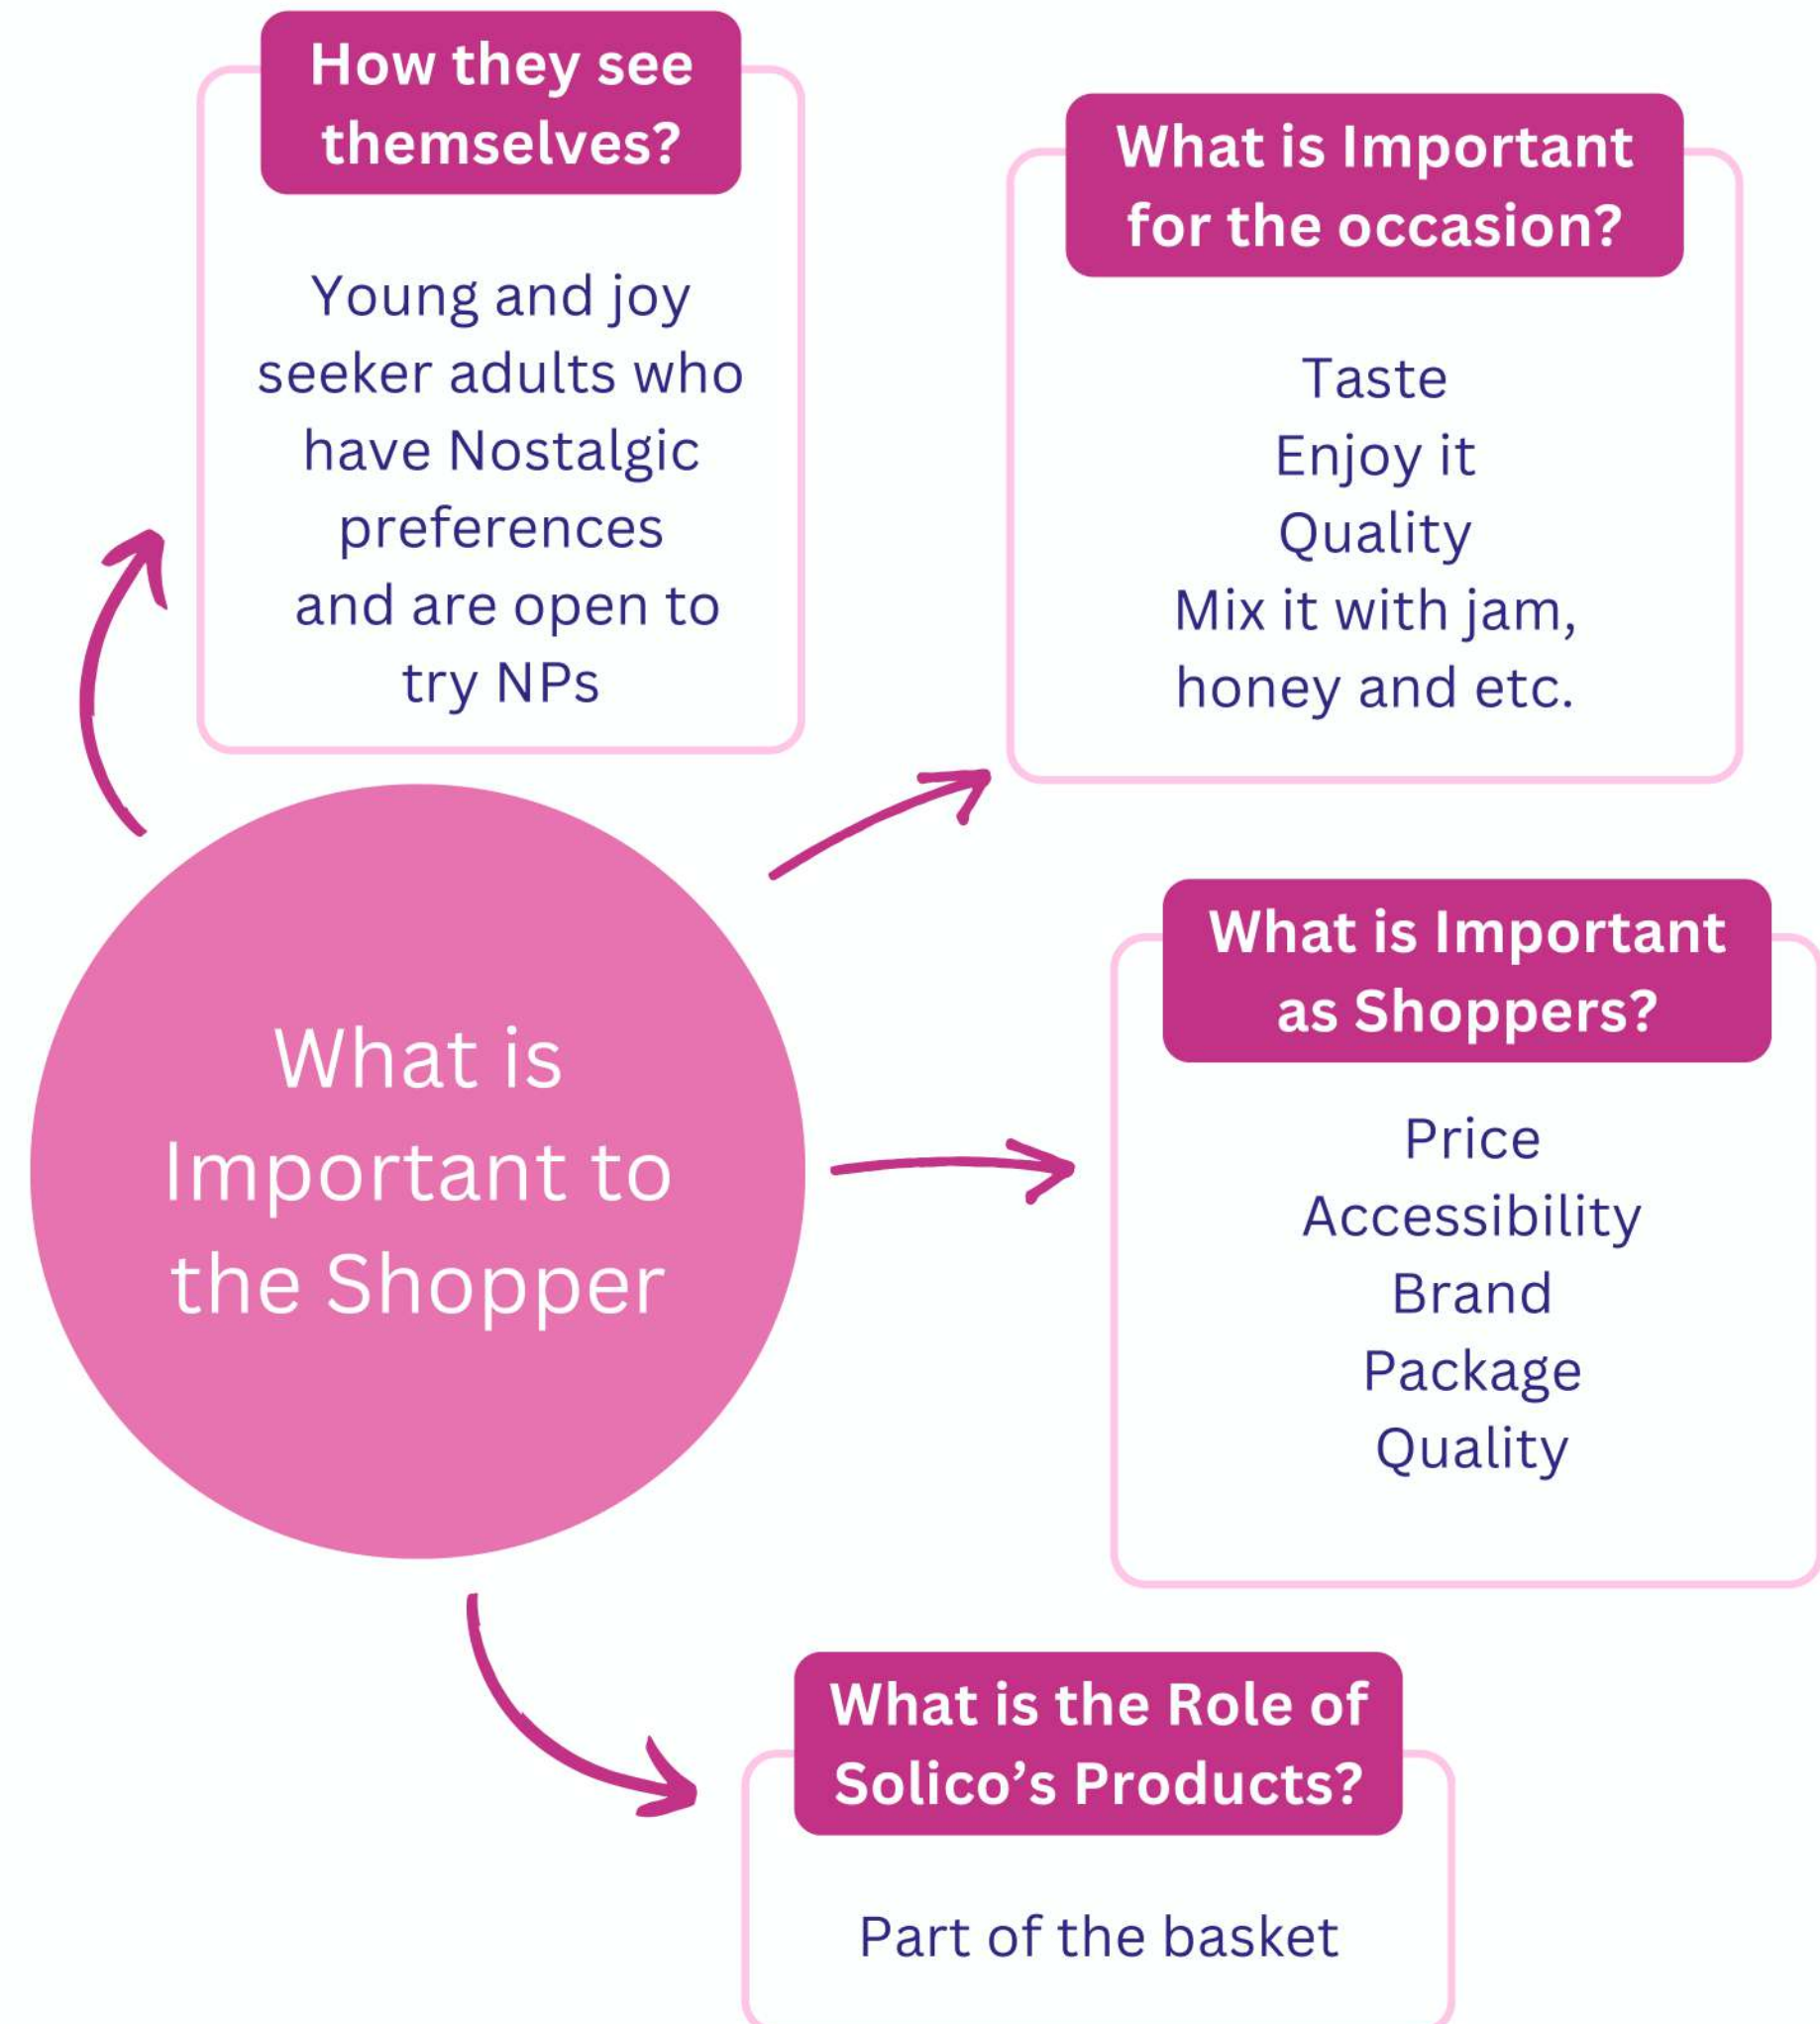 How they see
themselves?
Young and joy
seeker adults who
have Nostalgic
preferences
and are open to
try NPs
What is Important
for the occasion?
Taste
Enjoy it
Quality
Mix it with jam,
honey and etc.
What is
Important to
the Shopper
What is Important
as Shoppers?
Price
Accessibility
Brand
Package
Quality
What is the Role of
Solico’s Products?
Part of the basket